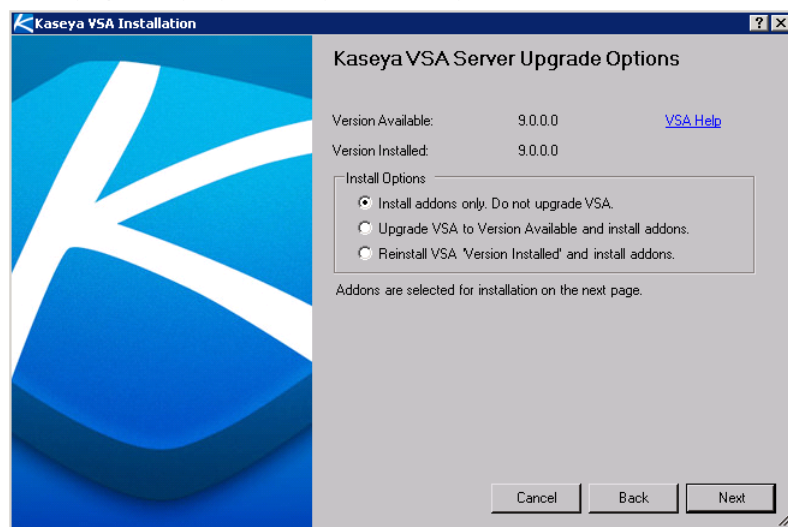 Kaseya VSA Installation
Kaseya VSA Server Upgrade Options
Version Available: 9.0.0.0 VSA Help
Version Installed: 9.0.0.0
Install Options
Install addons only. Do not upgrade VSA.
Upgrade VSA to Version Available and install addons.
Reinstall VSA 'Version Installed' and install addons.
Addons are selected for installation on the next page.
Cancel Back Next